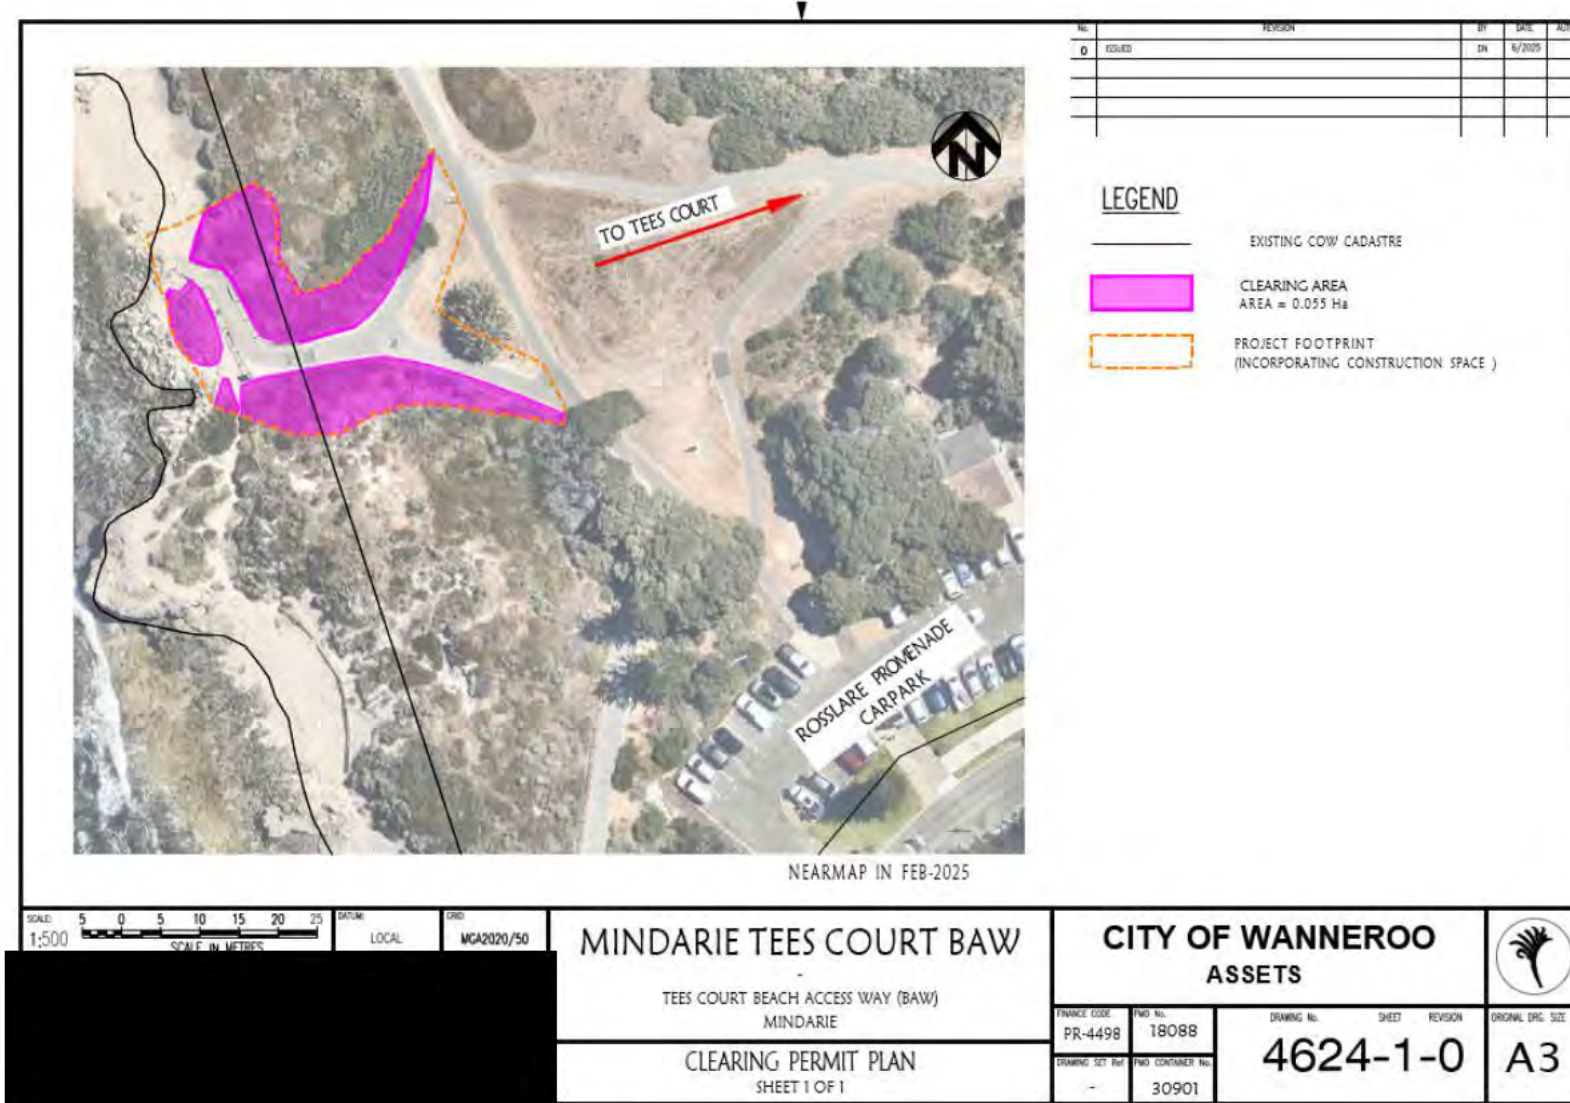 No. REVISION BY DATE
0 ISSUED DN 6/2025
N
TO TEES COURT
LEGEND
EXISTING COW CADASTRE
CLEARING AREA
AREA = 0.055 Ha
PROJECT FOOTPRINT
(INCORPORATING CONSTRUCTION SPACE )
ROSSLARE PROMENADE
CARPARK
NEARMAP IN FEB-2025
SCALE: 1:500
5 0 5 10 15 20 25
SCALE IN METRES
DATUM:
LOCAL
GRID:
MGA2020/50
MINDARIE TEES COURT BAW
-
TEES COURT BEACH ACCESS WAY (BAW)
MINDARIE
CLEARING PERMIT PLAN
SHEET 1 OF 1
CITY OF WANNEROO
ASSETS
FINANCE CODE
PR-4498
PMO No.
18088
DRAWING SET Ref
-
PMO CONTAINER No.
30901
DRAWING No. SHEET REVISION
4624-1-0
ORIGINAL DRG. SIZE
A3